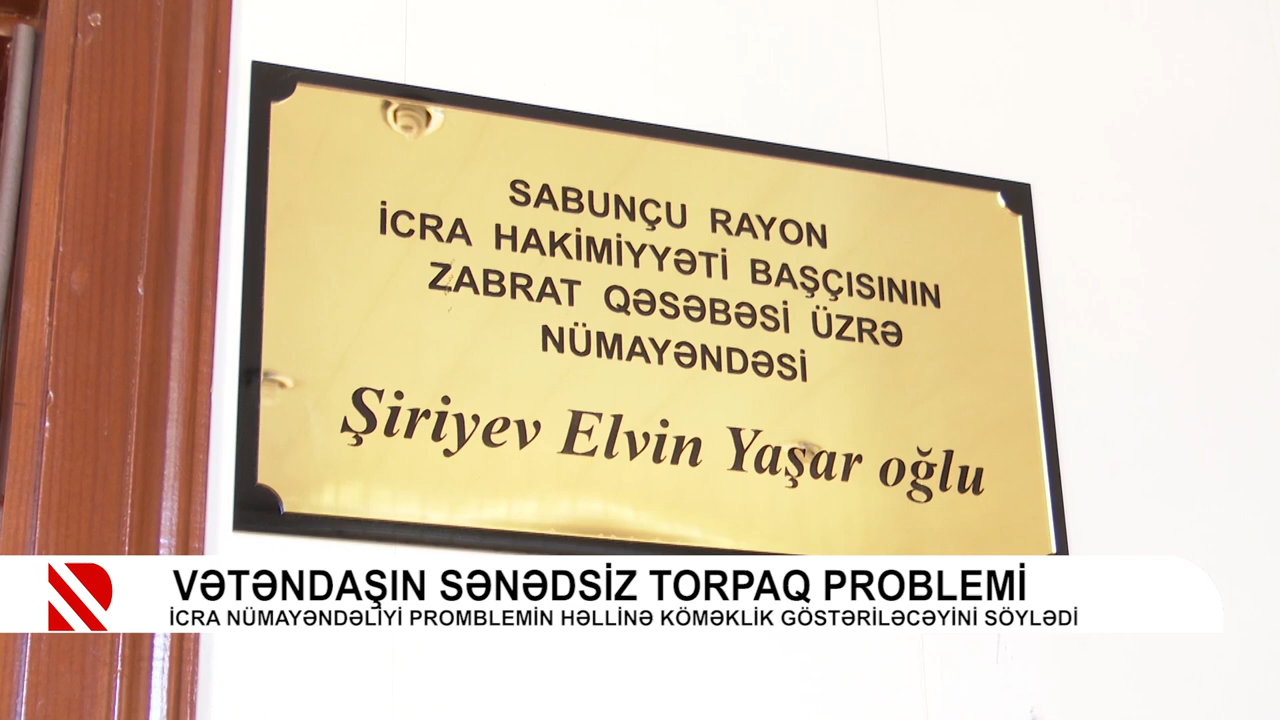 SABUNÇU RAYON
İCRA HAKİMİYYƏTİ BAŞÇISININ
ZABRAT QƏSƏBƏSİ ÜZRƏ
NÜMAYƏNDƏSİ
Şiriyev Elvin Yaşar oğlu
VƏTƏNDAŞIN SƏNƏDSİZ TORPAQ PROBLEMİ
İCRA NÜMAYƏNDƏLİYİ PROMBLEMİN HƏLLİNƏ KÖMƏKLİK GÖSTƏRİLƏCƏYİNİ SÖYLƏDİ